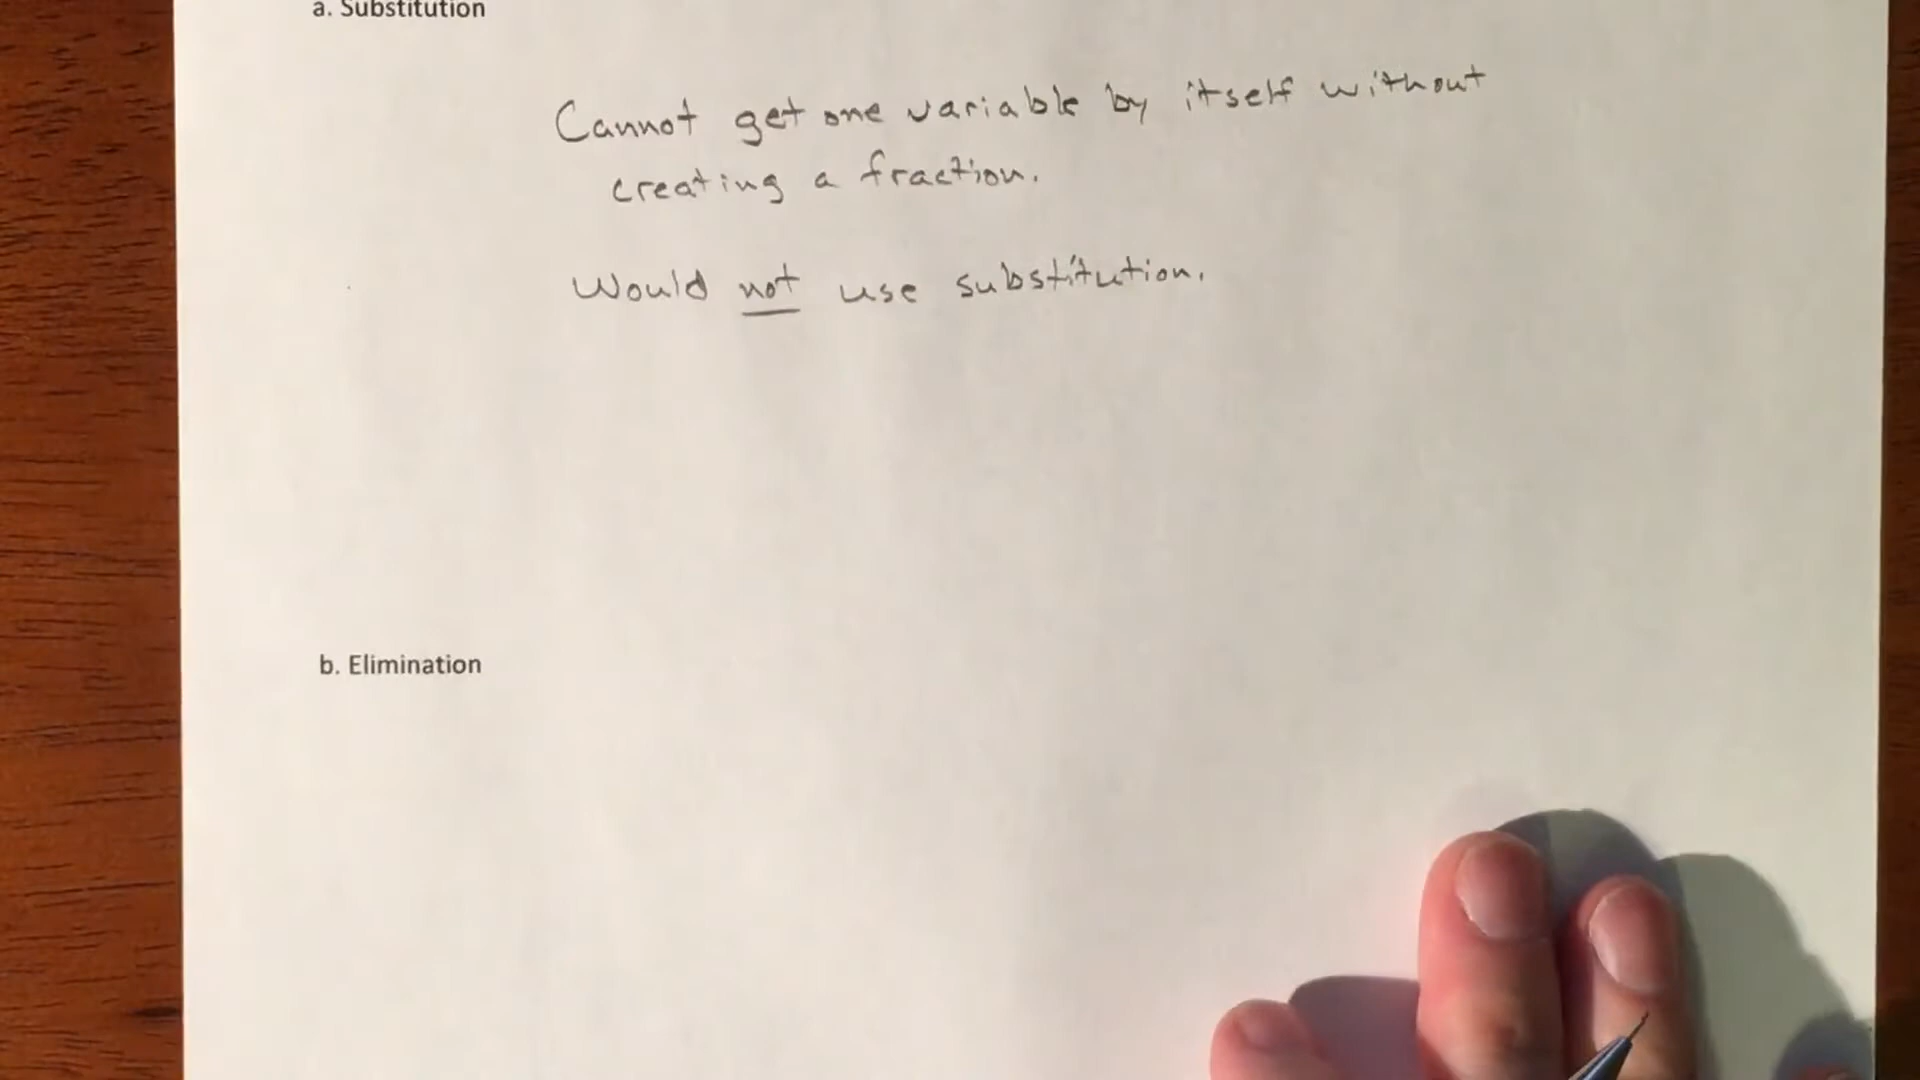 a. Substitution
Cannot get one variable by itself without
creating a fraction.
Would not use substitution.
b. Elimination